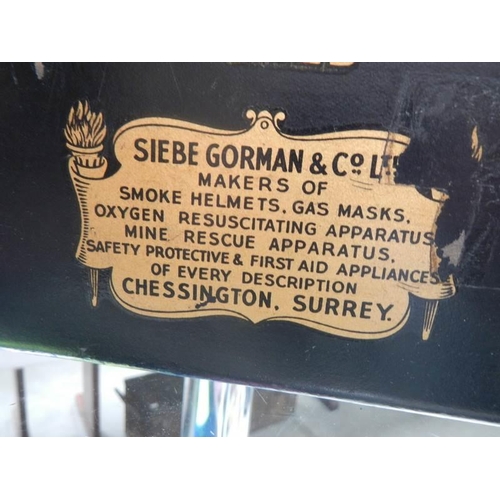 SIEBE GORMAN & Co. LTD
MAKERS OF
SMOKE HELMETS, GAS MASKS,
OXYGEN RESUSCITATING APPARATUS
MINE RESCUE APPARATUS,
SAFETY PROTECTIVE & FIRST AID APPLIANCES
OF EVERY DESCRIPTION
CHESSINGTON, SURREY.